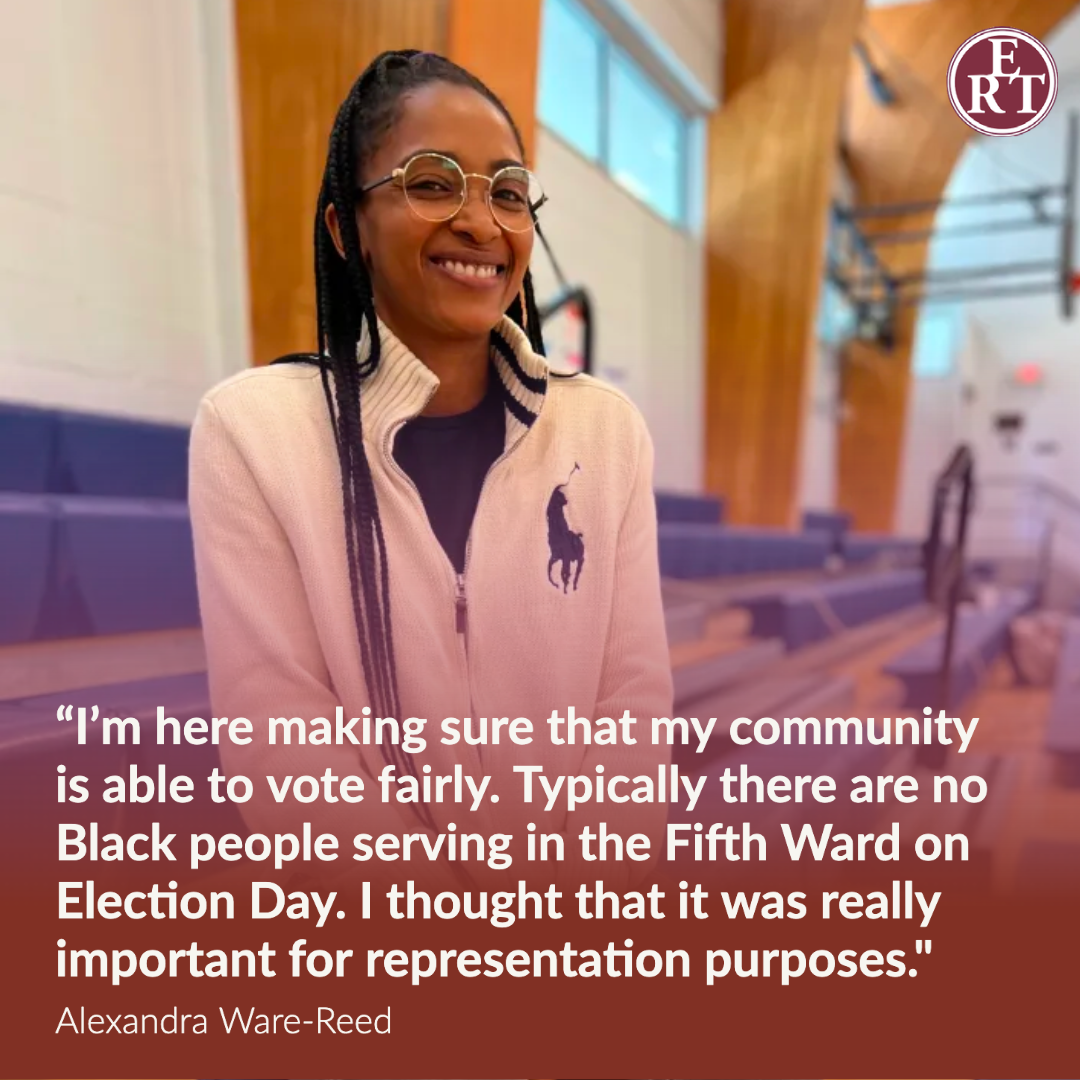 E
RT
“I’m here making sure that my community
is able to vote fairly. Typically there are no
Black people serving in the Fifth Ward on
Election Day. I thought that it was really
important for representation purposes."
Alexandra Ware-Reed